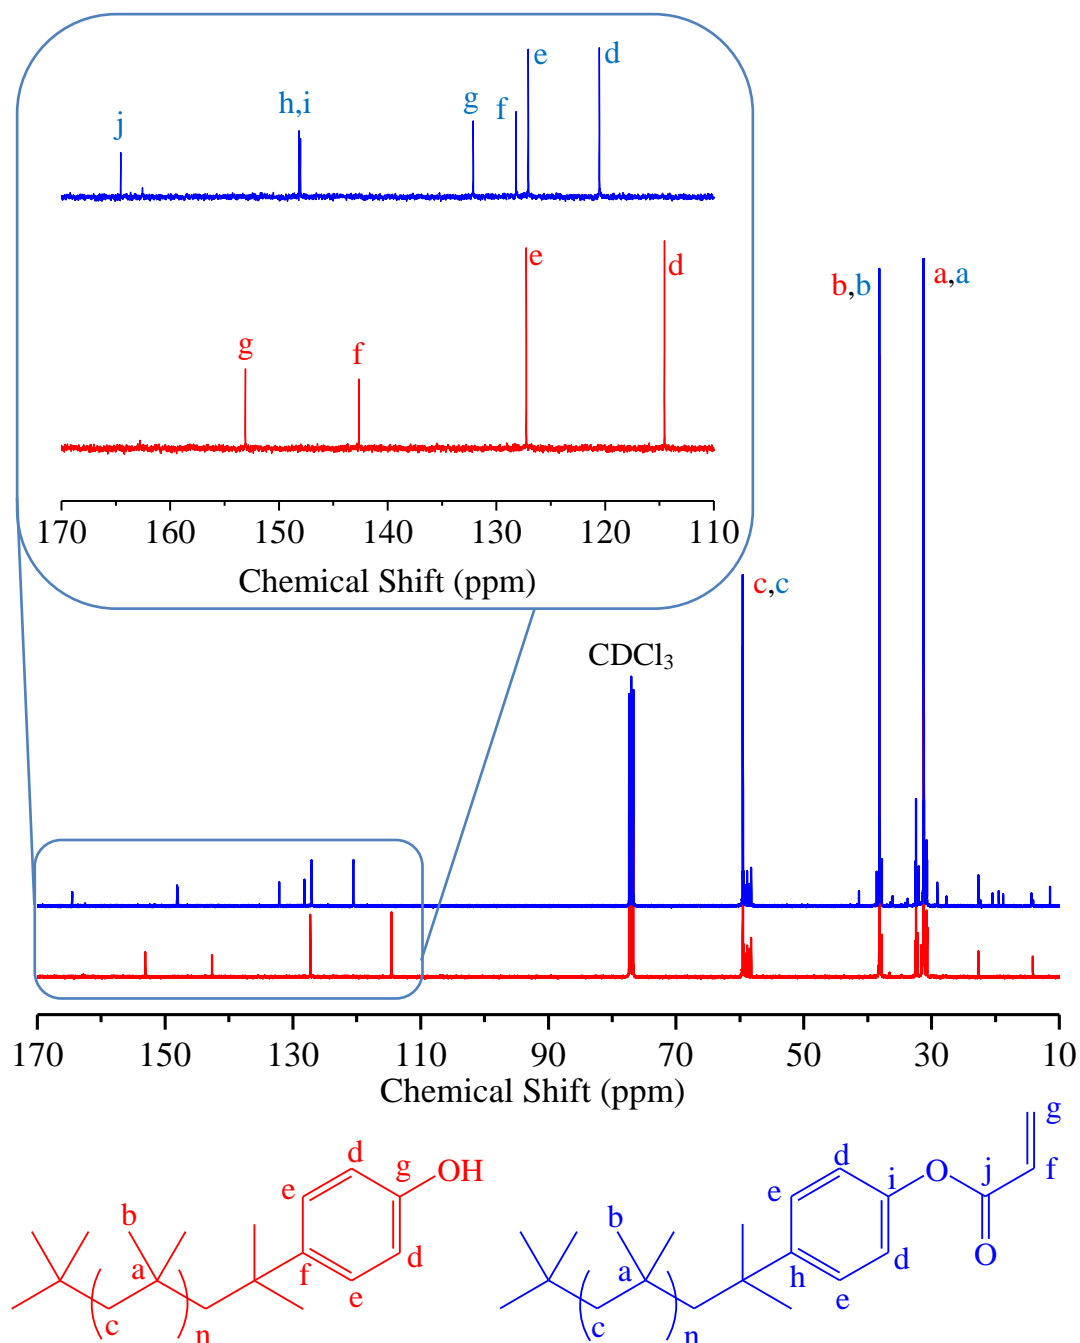 e d
h,i g f
j
e d
g f
170 160 150 140 130 120 110
Chemical Shift (ppm)
b,b a,a
c,c
CDCl₃
170 150 130 110 90 70 50 30 10
Chemical Shift (ppm)
g
d g OH d i O j f
e e
b b O
a d a d
f e h e
c n c n